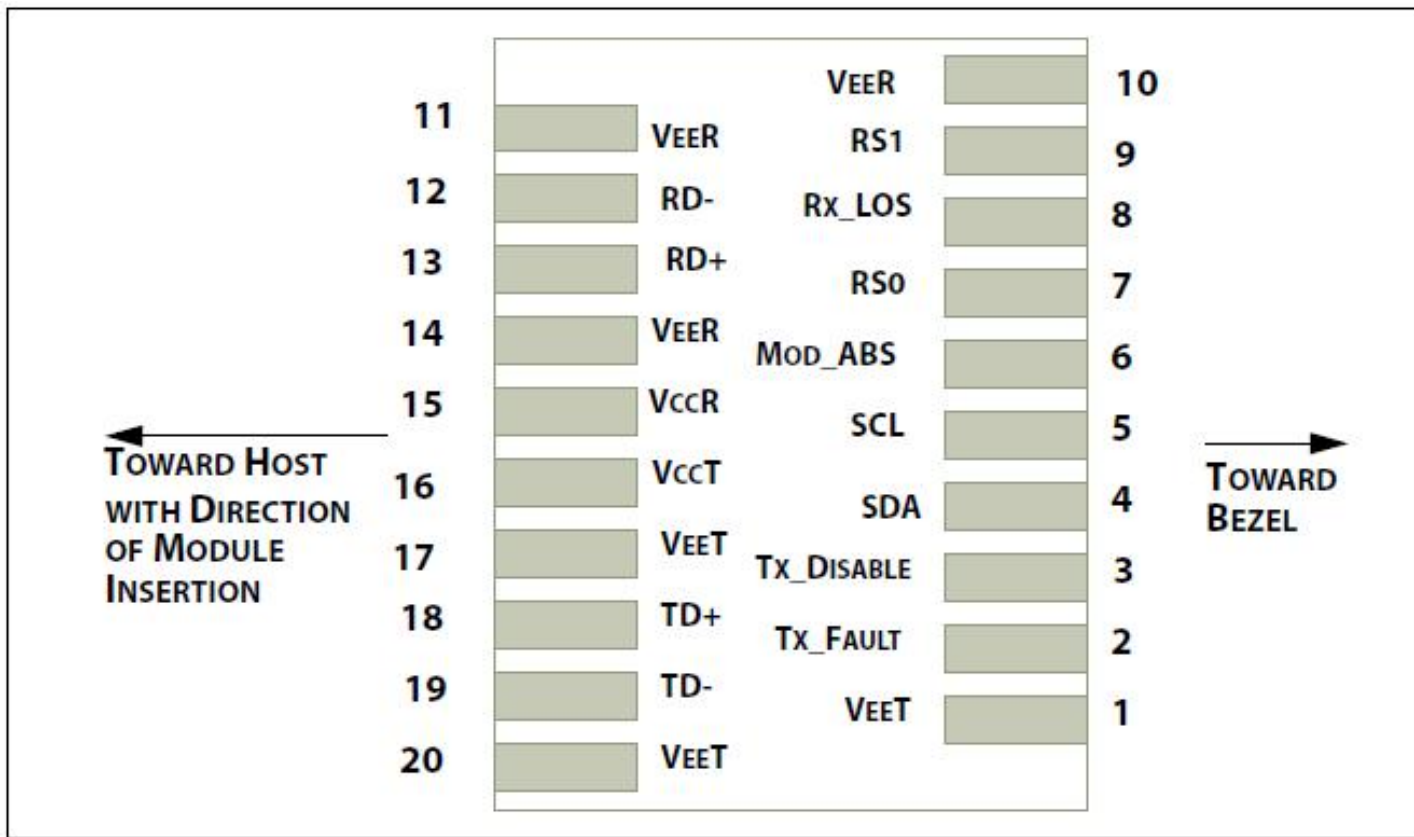 11 VEER
12 RD-
13 RD+
14 VEER
15 VCCR
16 VCCT
17 VEET
18 TD+
19 TD-
20 VEET
VEER 10
RS1 9
RX_LOS 8
RS0 7
MOD_ABS 6
SCL 5
SDA 4
TX_DISABLE 3
TX_FAULT 2
VEET 1
TOWARD HOST
WITH DIRECTION
OF MODULE
INSERTION
TOWARD
BEZEL